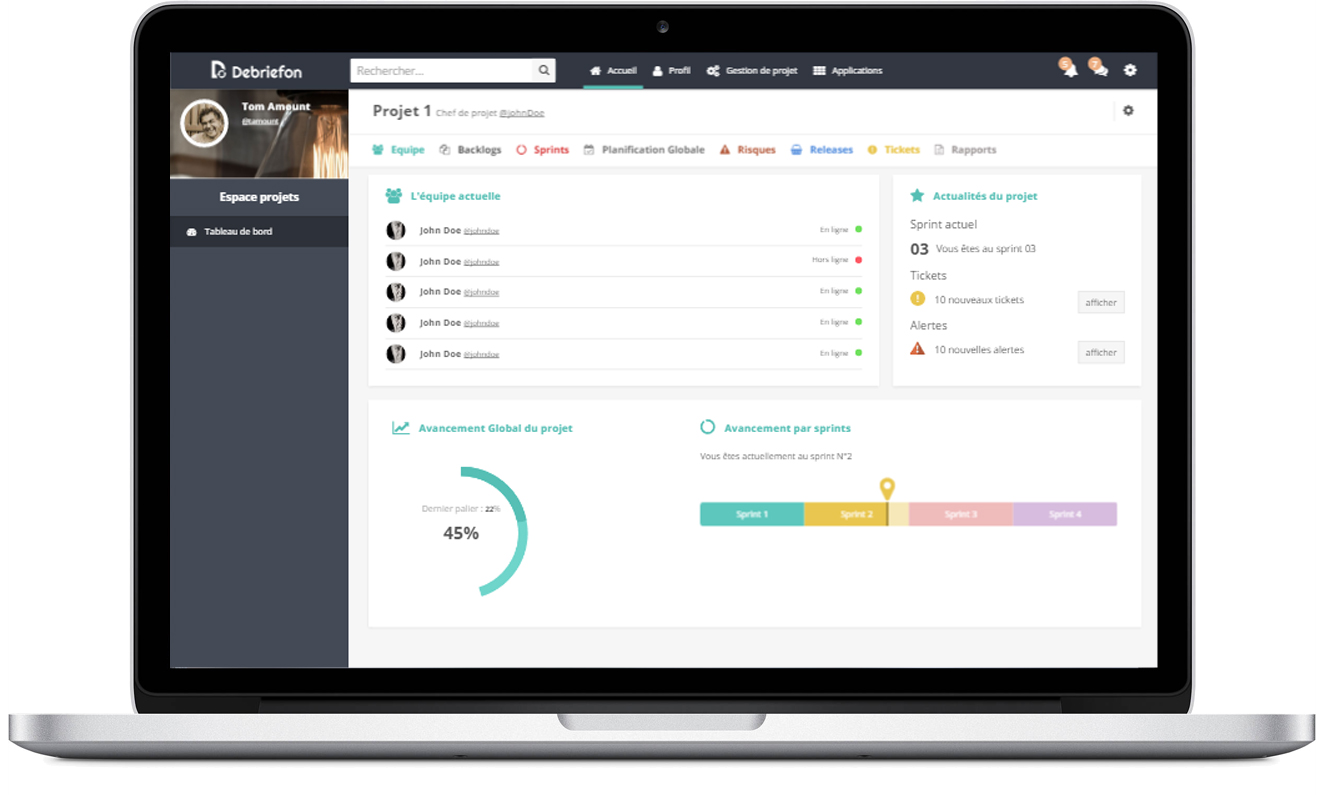 Debriefon
Rechercher...
Accueil
Profil
Gestion de projet
Applications
5
7
Tom Amount
@tamount
Espace projets
Tableau de bord
Projet 1 Chef de projet @johnDoe
Equipe Backlogs Sprints Planification Globale Risques Releases Tickets Rapports
L'équipe actuelle
John Doe @johndoe En ligne
John Doe @johndoe Hors ligne
John Doe @johndoe En ligne
John Doe @johndoe En ligne
John Doe @johndoe En ligne
Actualités du projet
Sprint actuel
03 Vous êtes au sprint 03
Tickets
10 nouveaux tickets afficher
Alertes
10 nouvelles alertes afficher
Avancement Global du projet
Dernier palier : 22%
45%
Avancement par sprints
Vous êtes actuellement au sprint N°2
Sprint 1 Sprint 2 Sprint 3 Sprint 4